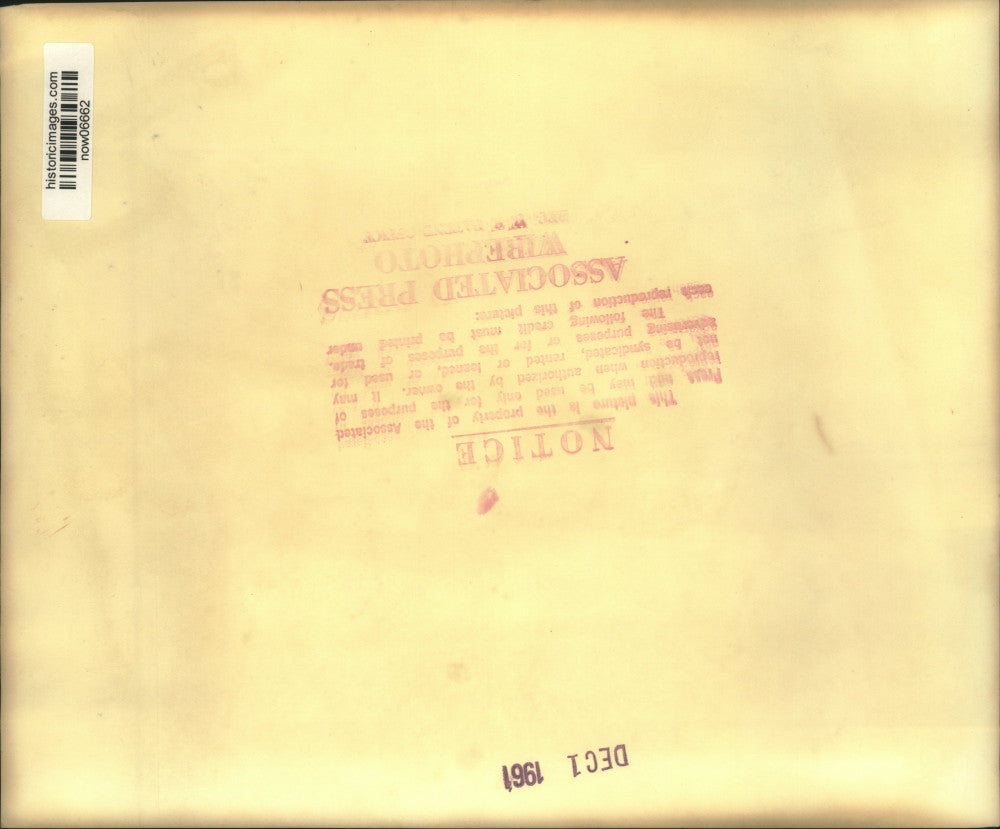 historicimages.com
now06662
NOTICE
This picture is the property of the Associated
Press and may be used only for the purposes of
reproduction when authorized by the owner. It may
not be syndicated, rented or loaned, or used for
advertising purposes or for the purposes of trade.
The following credit must be printed under
each reproduction of this picture:
ASSOCIATED PRESS
WIREPHOTO
REG. PATENT OFFICE
DEC 1 1961